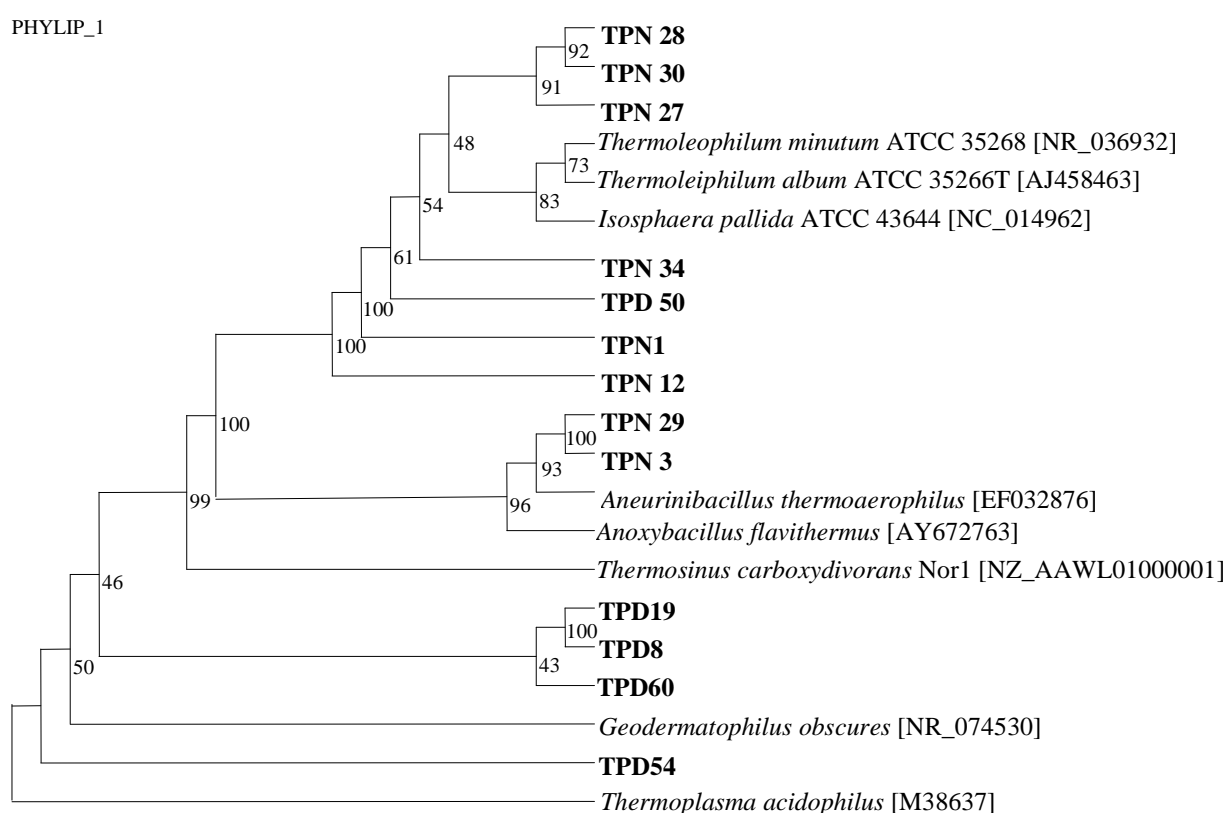 PHYLIP_1
TPN 28
92
TPN 30
91
TPN 27
48
Thermoleophilum minutum ATCC 35268 [NR_036932]
73
Thermoleiphilum album ATCC 35266T [AJ458463]
54
83
Isosphaera pallida ATCC 43644 [NC_014962]
61
TPN 34
TPD 50
100
TPN1
100
TPN 12
TPN 29
100
100
TPN 3
93
99
Aneurinibacillus thermoaerophilus [EF032876]
96
Anoxybacillus flavithermus [AY672763]
Thermosinus carboxydivorans Nor1 [NZ_AAWL01000001]
46
TPD19
100
TPD8
50
43
TPD60
Geodermatophilus obscures [NR_074530]
TPD54
Thermoplasma acidophilus [M38637]